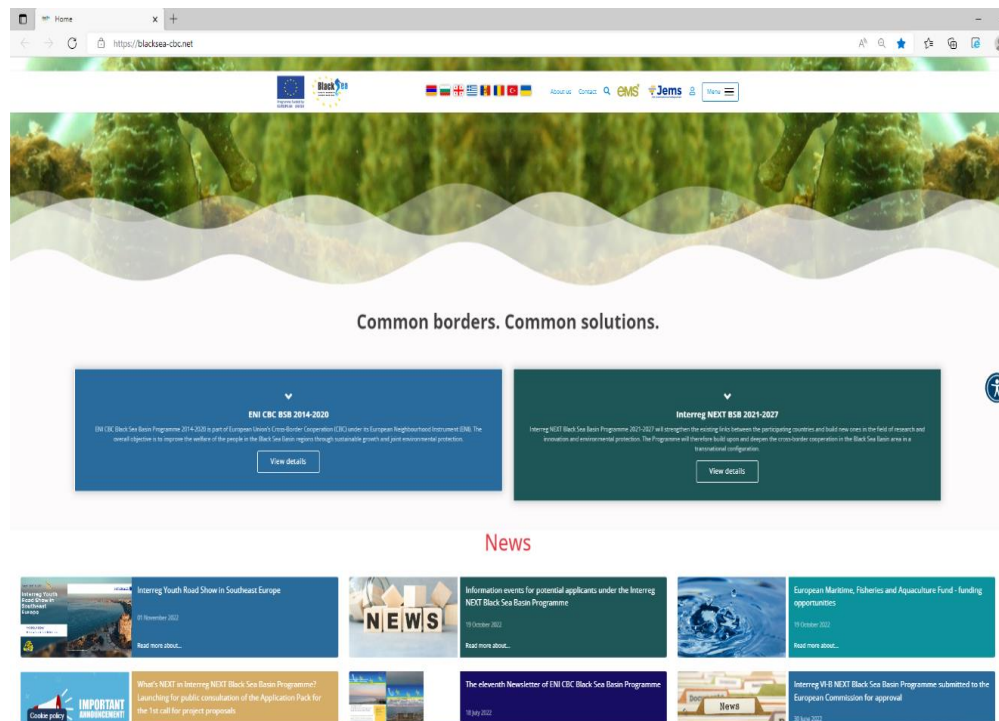 Home
https://blacksea-cbc.net
Black Sea
About us Contact eMS Jems Menu
Common borders. Common solutions.
ENI CBC BSB 2014-2020
ENI CBC Black Sea Basin Programme 2014-2020 is part of European Union's Cross-Border Cooperation (CBC) under its European Neighbourhood Instrument (ENI). The
overall objective is to improve the welfare of the people in the Black Sea Basin regions through sustainable growth and joint environmental protection.
View details
Interreg NEXT BSB 2021-2027
Interreg NEXT Black Sea Basin Programme 2021-2027 will strengthen the existing links between the participating countries and build new ones in the field of research and
innovation and environmental protection. The Programme will therefore build upon and deepen the cross-border cooperation in the Black Sea Basin area in a
transnational configuration.
View details
News
Interreg Youth
Road Show in
Southeast
Europe
Interreg Youth Road Show in Southeast Europe
01 November 2022
Read more about...
NEWS
Information events for potential applicants under the Interreg
NEXT Black Sea Basin Programme
19 October 2022
Read more about...
European Maritime, Fisheries and Aquaculture Fund - funding
opportunities
19 October 2022
Read more about...
Cookie policy
IMPORTANT
ANNOUNCEMENT!
What's NEXT in Interreg NEXT Black Sea Basin Programme?
Launching for public consultation of the Application Pack for
the 1st call for project proposals
The eleventh Newsletter of ENI CBC Black Sea Basin Programme
18 July 2022
News
Interreg VI-B NEXT Black Sea Basin Programme submitted to the
European Commission for approval
30 June 2022